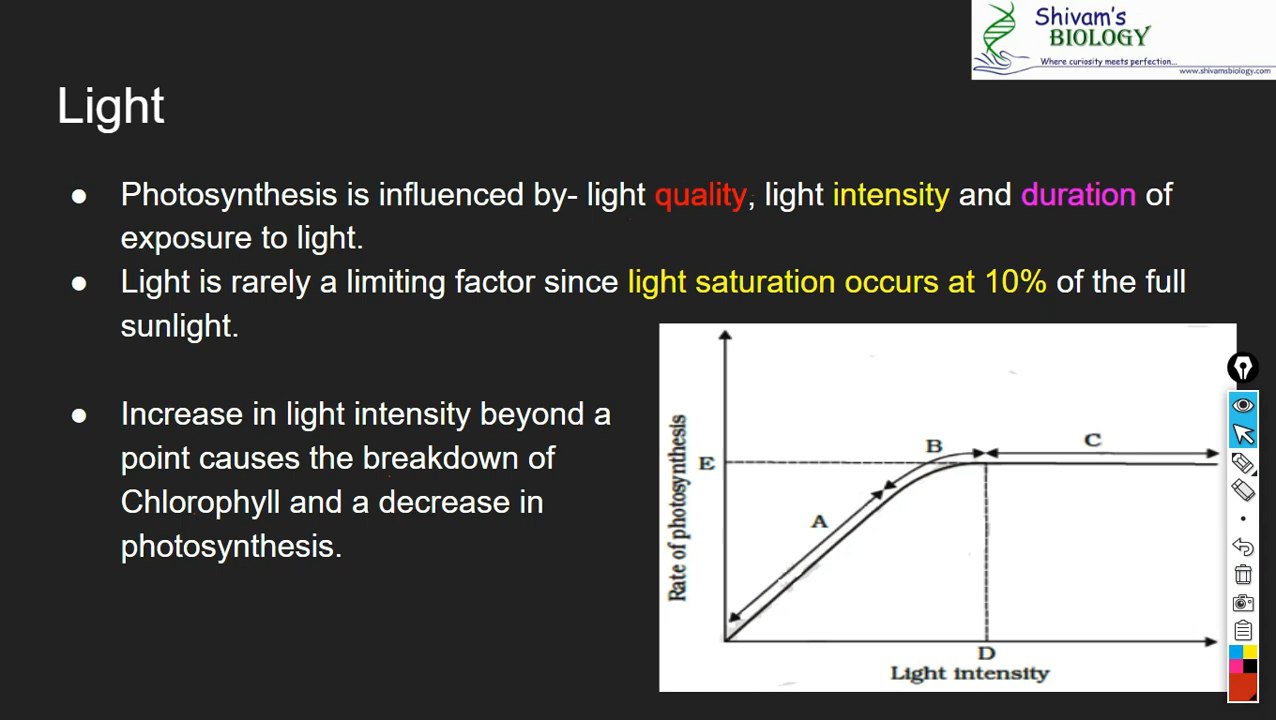 Shivam's
BIOLOGY
Where curiosity meets perfection...
www.shivamsbiology.com
Light
● Photosynthesis is influenced by- light quality, light intensity and duration of
exposure to light.
● Light is rarely a limiting factor since light saturation occurs at 10% of the full
sunlight.
● Increase in light intensity beyond a
point causes the breakdown of
Chlorophyll and a decrease in
photosynthesis.
Rate of photosynthesis
E
A
B
C
D
Light intensity